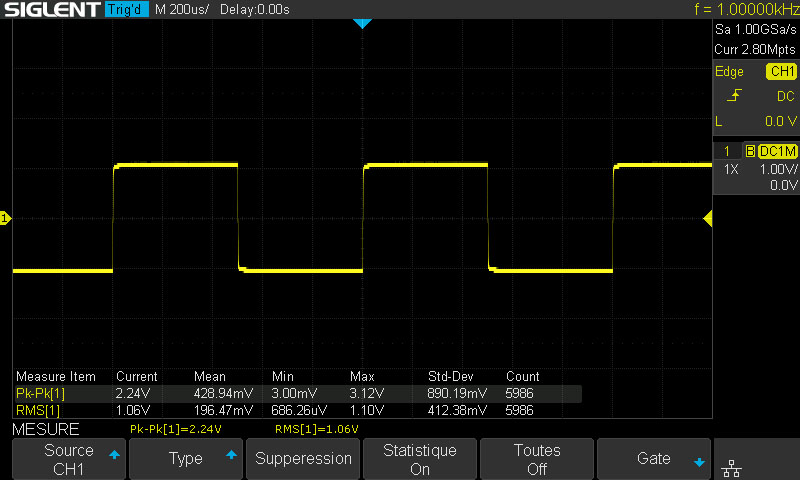 SIGLENT Trig'd M 200us/ Delay:0.00s f = 1.00000kHz
Sa 1.00GSa/s
Curr 2.80Mpts
Edge CH1
DC
L 0.0 V
1 B DC1M
1X 1.00V/
0.0V
1
Measure Item Current Mean Min Max Std-Dev Count
Pk-Pk[1] 2.24V 428.94mV 3.00mV 3.12V 890.19mV 5986
RMS[1] 1.06V 196.47mV 686.26uV 1.10V 412.38mV 5986
MESURE Pk-Pk[1]=2.24V RMS[1]=1.06V
Source Type Supperession Statistique Toutes Gate
CH1 On Off